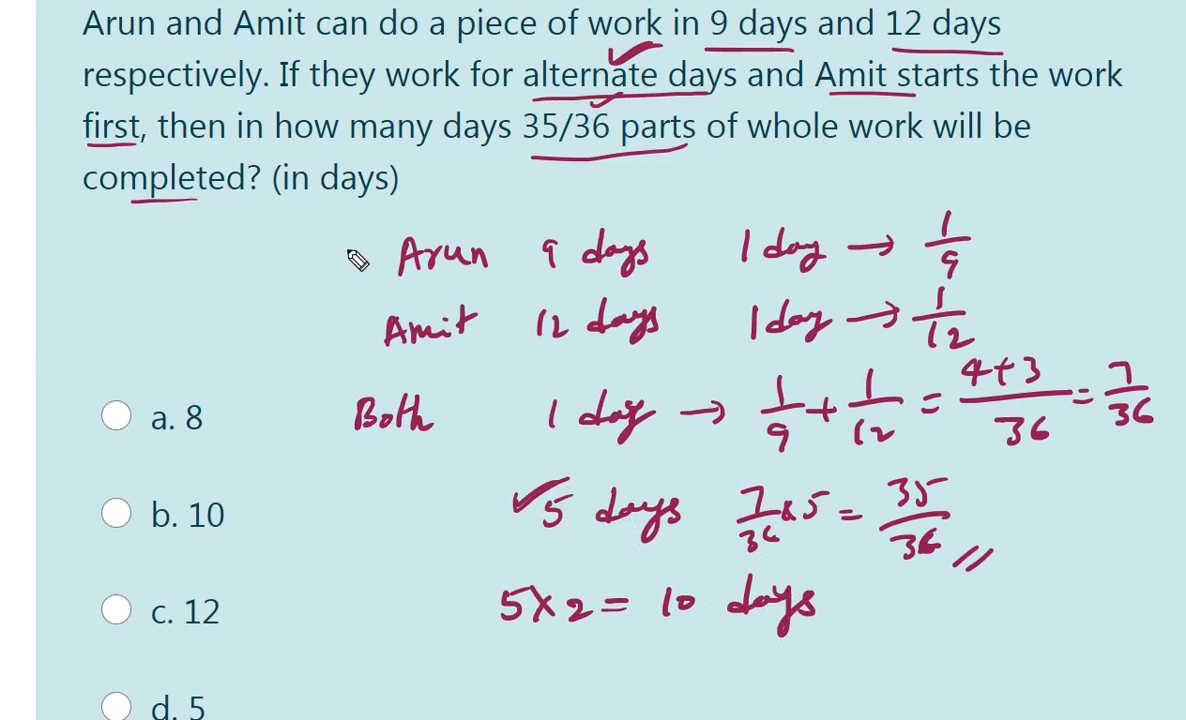 Arun and Amit can do a piece of work in 9 days and 12 days
respectively. If they work for alternate days and Amit starts the work
first, then in how many days 35/36 parts of whole work will be
completed? (in days)
Arun 9 days 1 day → 1/9
Amit 12 days 1 day → 1/12
Both 1 day → 1/9 + 1/12 = 4+3/36 = 7/36
a. 8
b. 10
5 days 7/36 x 5 = 35/36 //
5 x 2 = 10 days
c. 12
d. 5